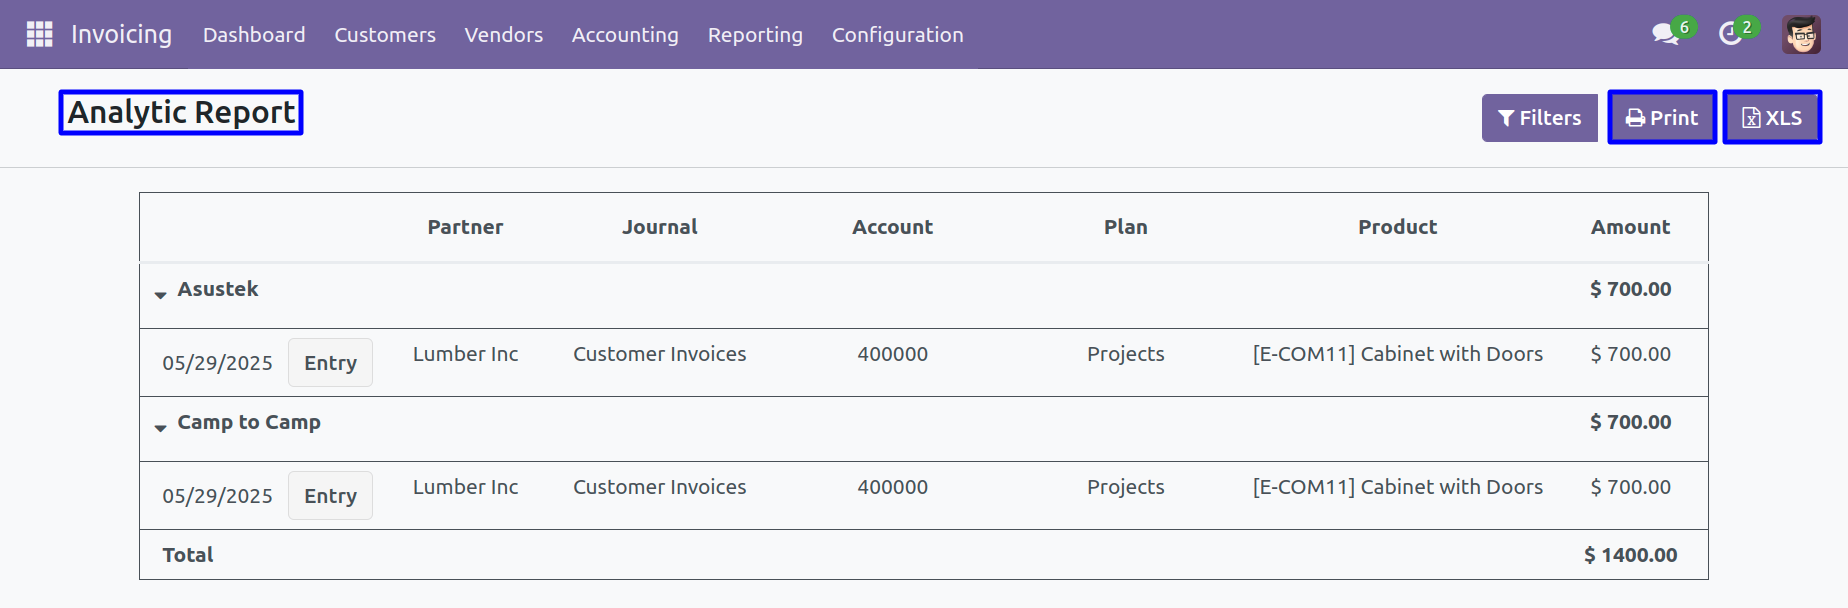 Invoicing Dashboard Customers Vendors Accounting Reporting Configuration 6 2
Analytic Report Filters Print XLS
Partner Journal Account Plan Product Amount
Asustek $ 700.00
05/29/2025 Entry Lumber Inc Customer Invoices 400000 Projects [E-COM11] Cabinet with Doors $ 700.00
Camp to Camp $ 700.00
05/29/2025 Entry Lumber Inc Customer Invoices 400000 Projects [E-COM11] Cabinet with Doors $ 700.00
Total $ 1400.00